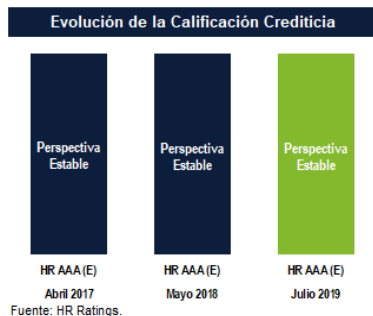 Evolución de la Calificación Crediticia
Perspectiva
Estable
Perspectiva
Estable
Perspectiva
Estable
HR AAA (E)
HR AAA (E)
HR AAA (E)
Abril 2017
Mayo 2018
Julio 2019
Fuente: HR Ratings.